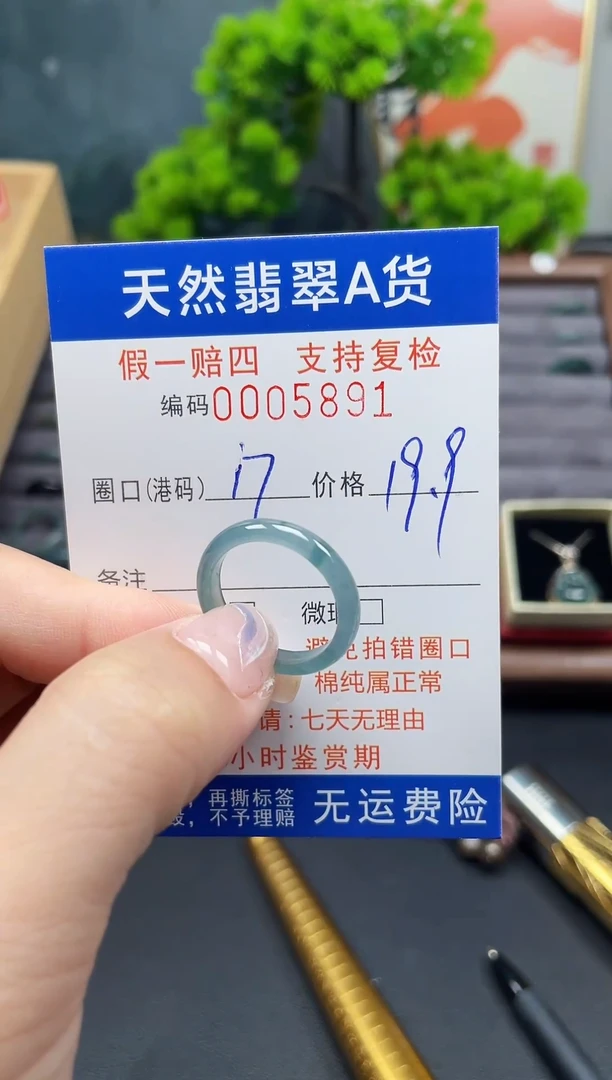 天然翡翠A货
假一赔四 支持复检
编码0005891
圈口(港码) 17 价格 19.9
备注
微瑕
避免拍错圈口
棉纯属正常
请：七天无理由
小时鉴赏期
再撕标签 无运费险
不予理赔